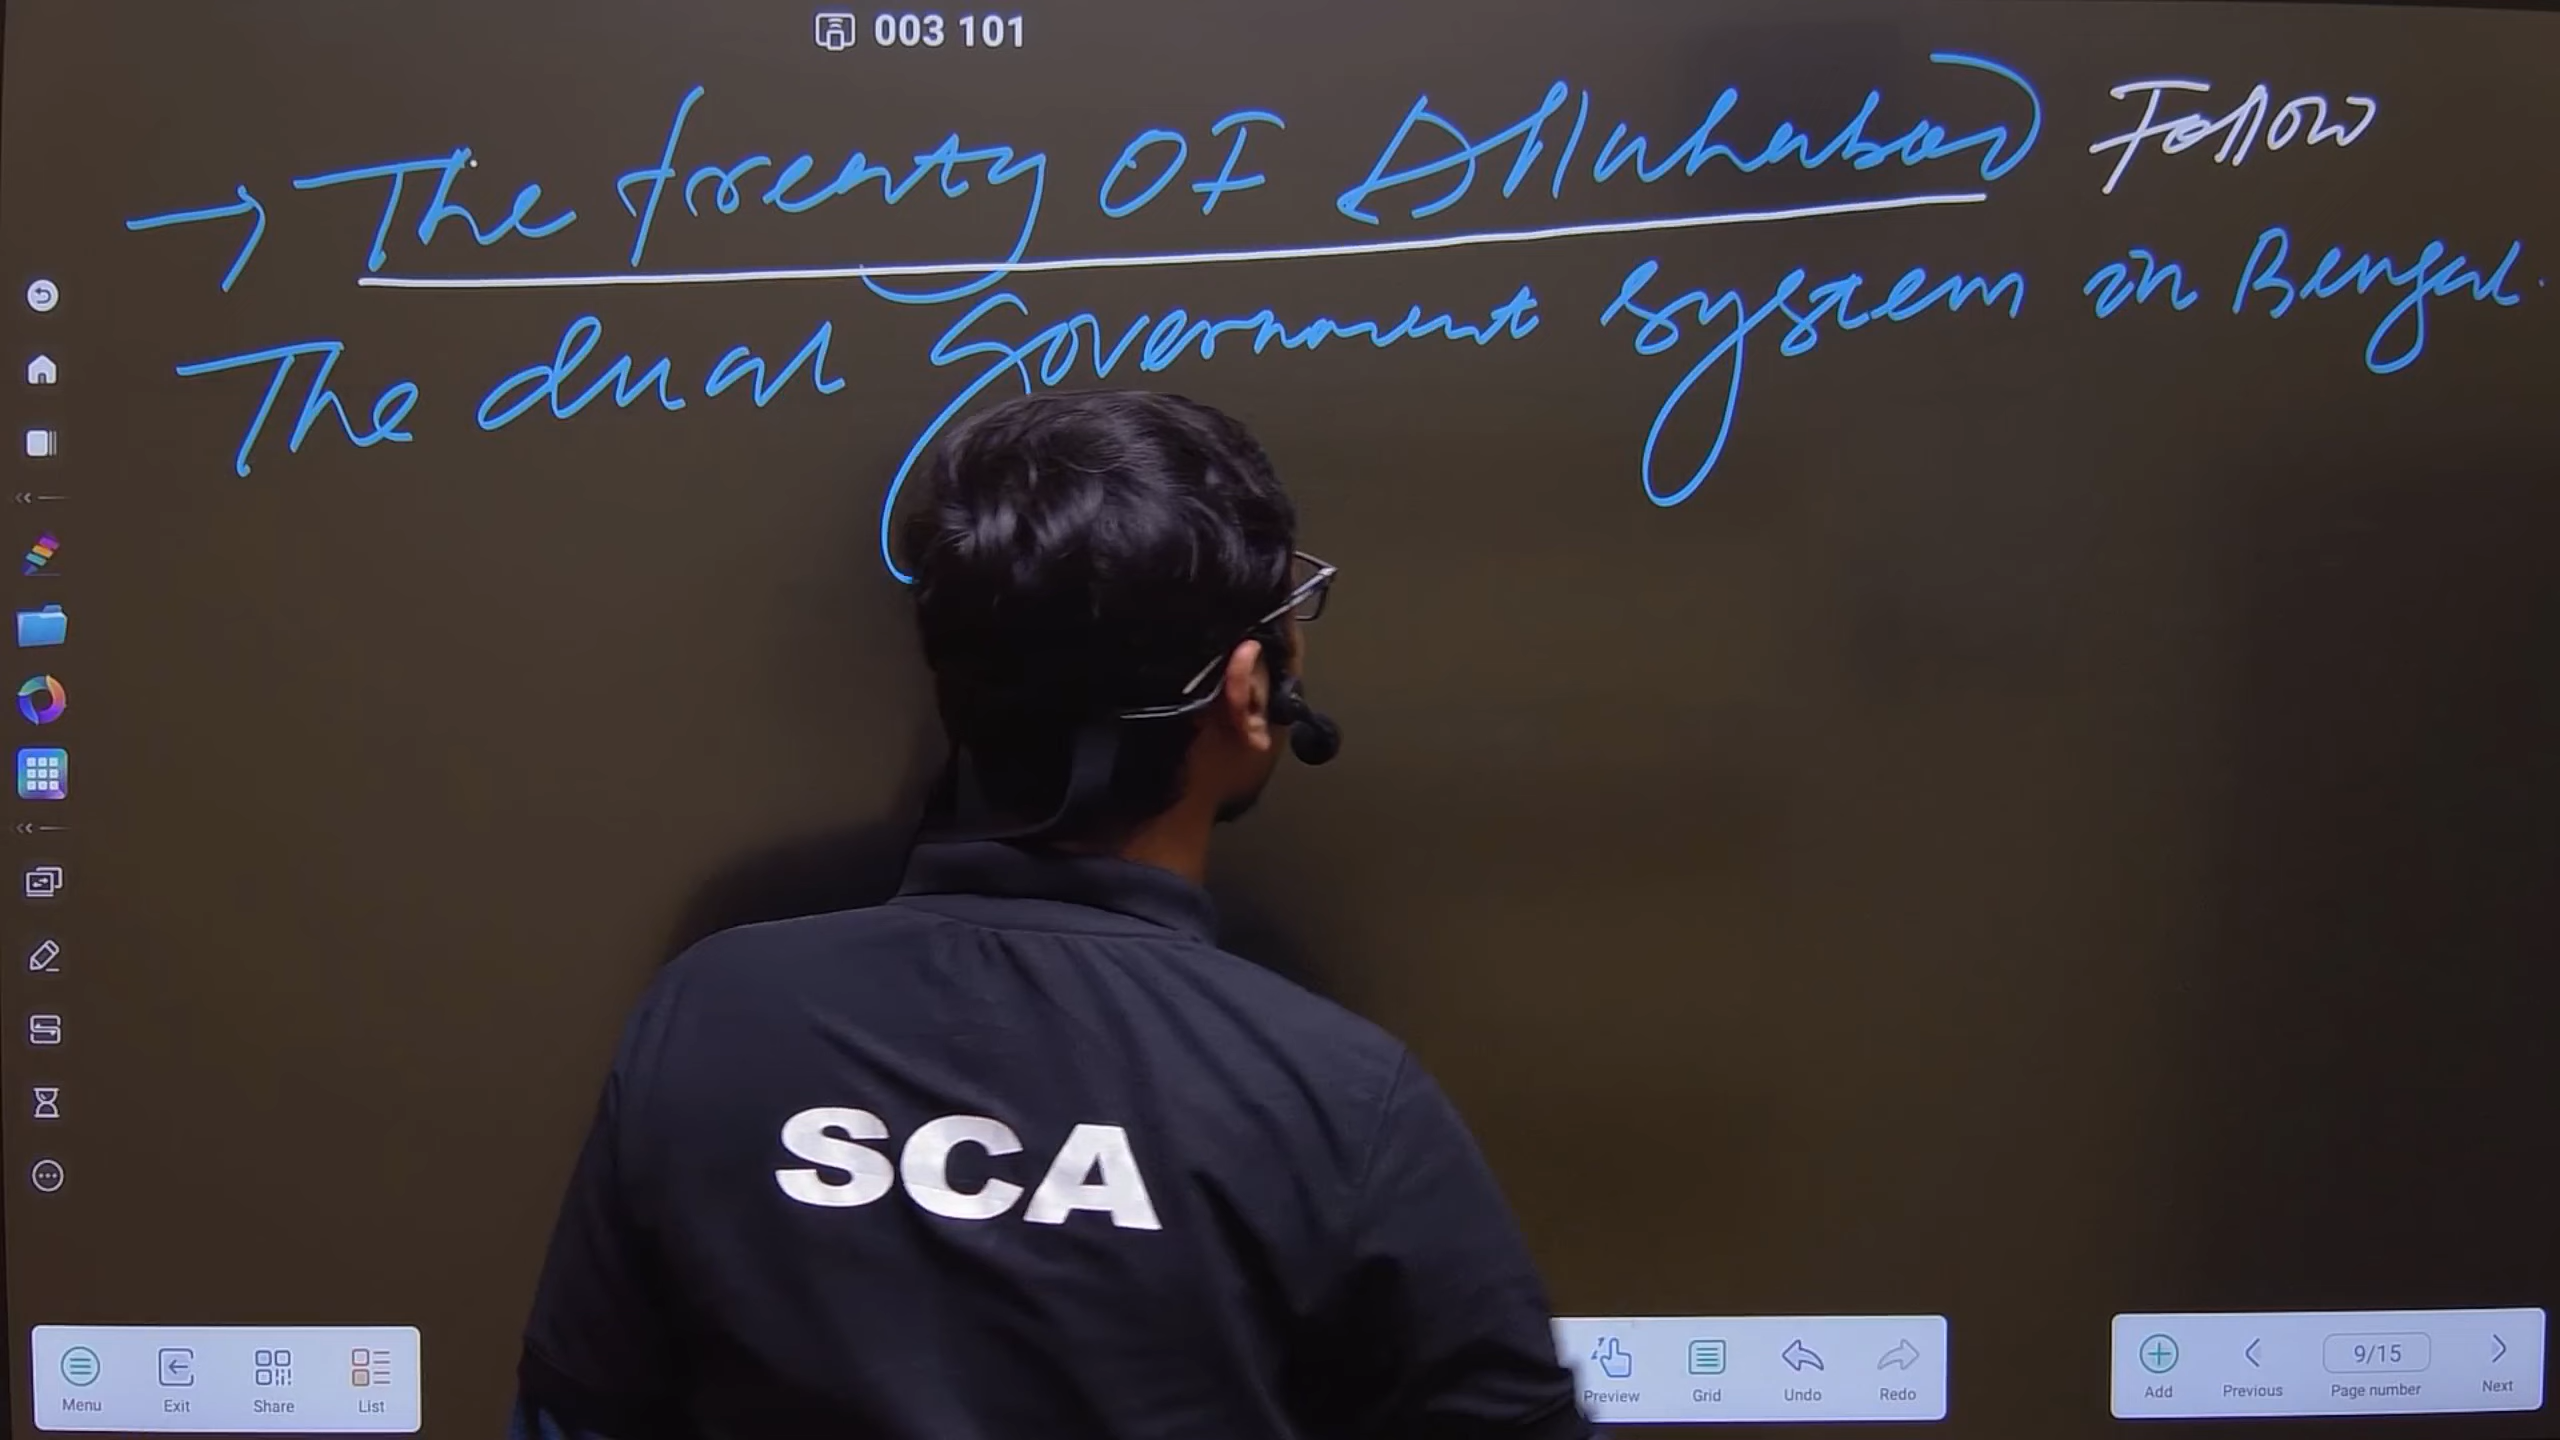 003 101
→ The treaty OF Allahabad Follow
The dual Government system in Bengal.
SCA
Menu Exit Share List Preview Grid Undo Redo Add Previous 9/15 Page number Next